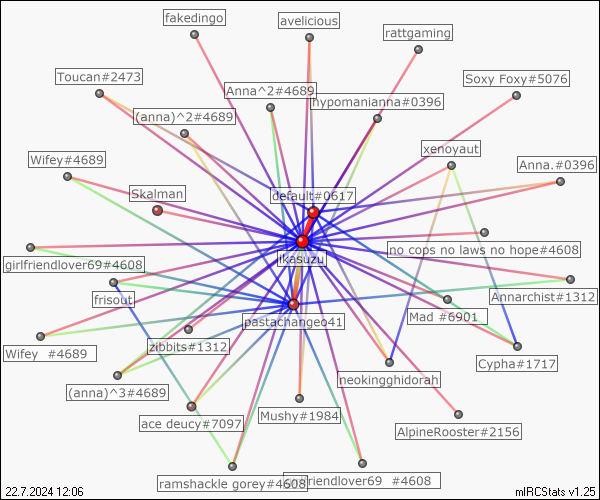 fakedingo
avelicious
rattgaming
Toucan#2473
Soxy Foxy#5076
Anna^2#4689
hypomanianna#0396
(anna)^2#4689
xenoyaut
Wifey#4689
Anna.#0396
Skalman
default#0617
no cops no laws no hope#4608
ikasuzu
girlfriendlover69#4608
frisout
Annarchist#1312
Mad #6901
pastachange041
zibbits#1312
Wifey #4689
Cypha#1717
neokingghidorah
(anna)^3#4689
Mushy#1984
ace deucy#7097
AlpineRooster#2156
ramshackle gorey#4608
girlfriendlover69 #4608
22.7.2024 12:06
mIRCStats v1.25